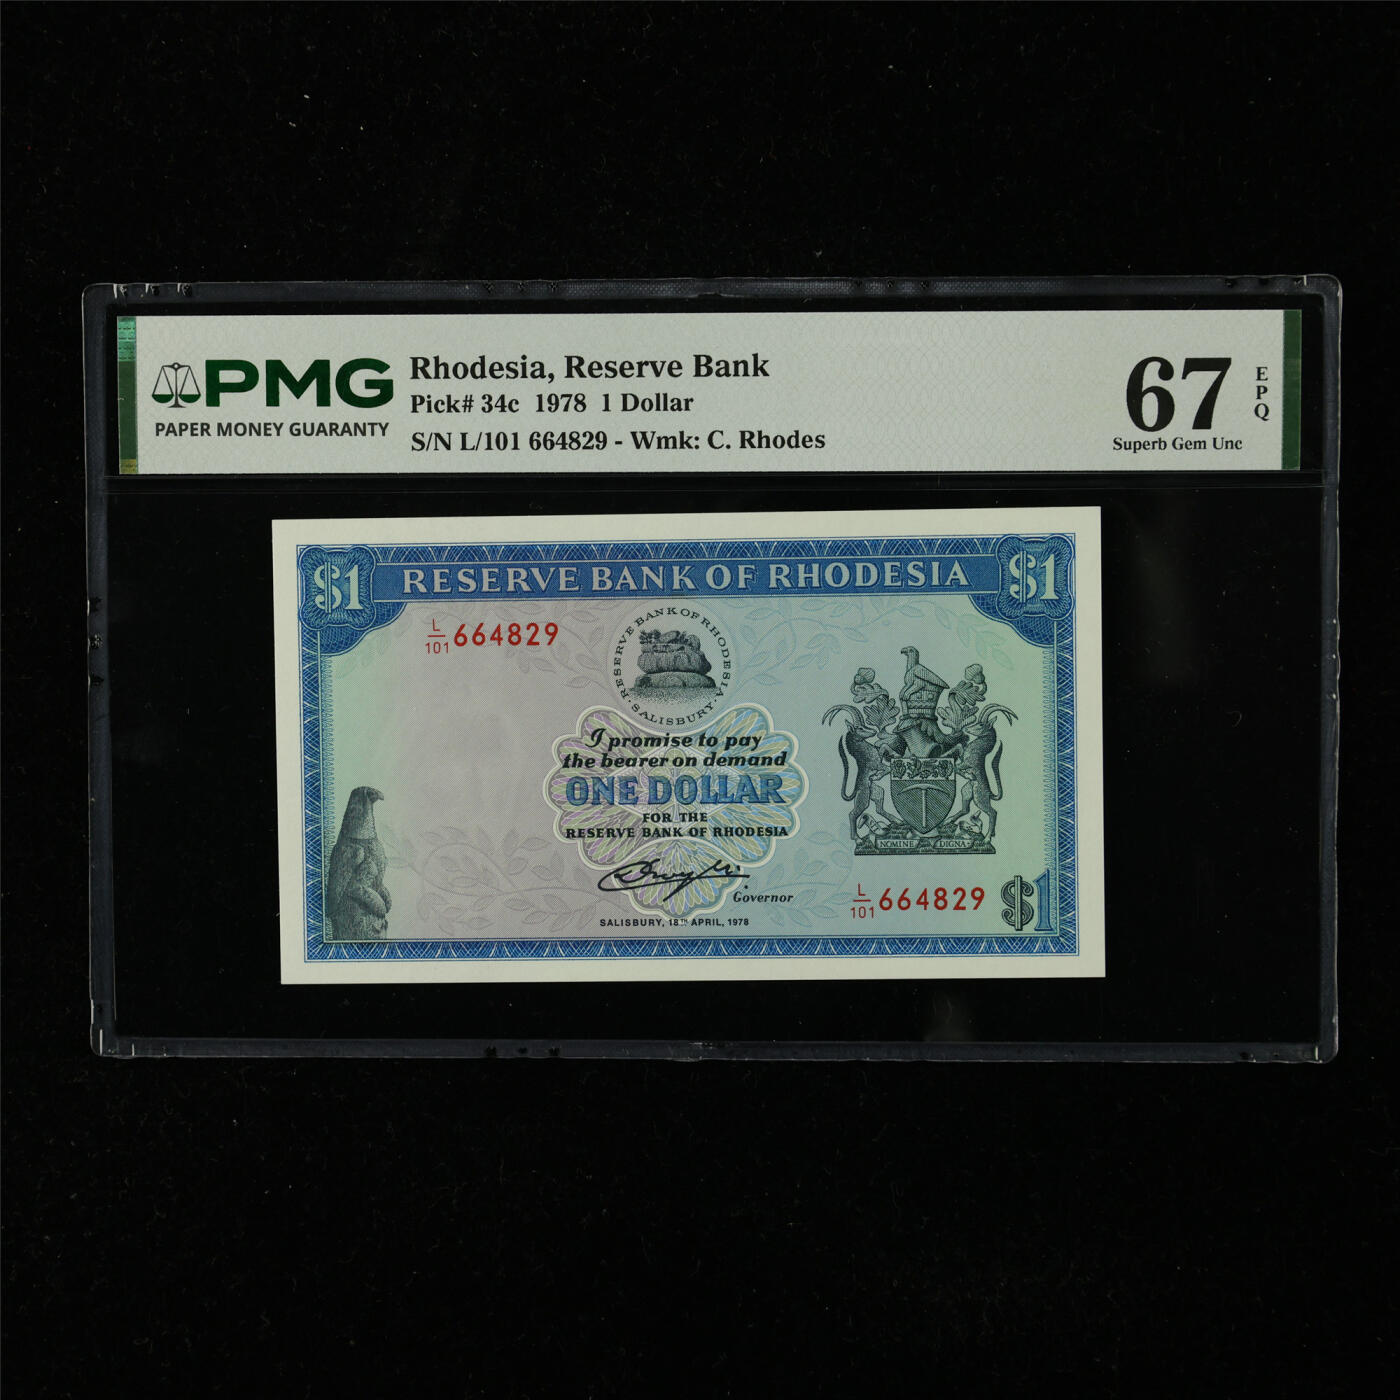 PMG
PAPER MONEY GUARANTY
Rhodesia, Reserve Bank
Pick# 34c 1978 1 Dollar
S/N L/101 664829 - Wmk: C. Rhodes
67
EPQ
Superb Gem Unc
$1 RESERVE BANK OF RHODESIA $1
L/101 664829
RESERVE BANK OF RHODESIA · SALISBURY ·
I promise to pay
the bearer on demand
ONE DOLLAR
FOR THE
RESERVE BANK OF RHODESIA
Governor
SALISBURY, 18TH APRIL, 1978
NOMINE DIGNA
L/101 664829
$1